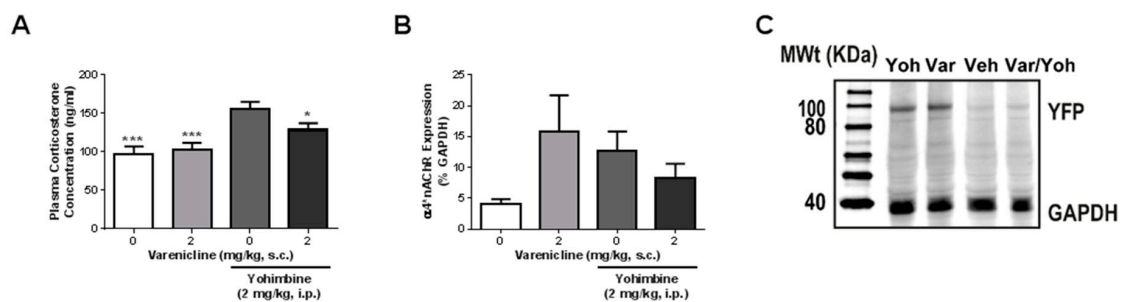 A
Plasma Corticosterone
Concentration (ng/ml)
200
150
100
50
0
***
***
*
0
2
0
2
Varenicline (mg/kg, s.c.)
Yohimbine
(2 mg/kg, i.p.)
B
α4*nAChR Expression
(% GAPDH)
25
20
15
10
5
0
0
2
0
2
Varenicline (mg/kg, s.c.)
Yohimbine
(2 mg/kg, i.p.)
C
MWt (KDa)
Yoh Var Veh Var/Yoh
100
80
40
YFP
GAPDH